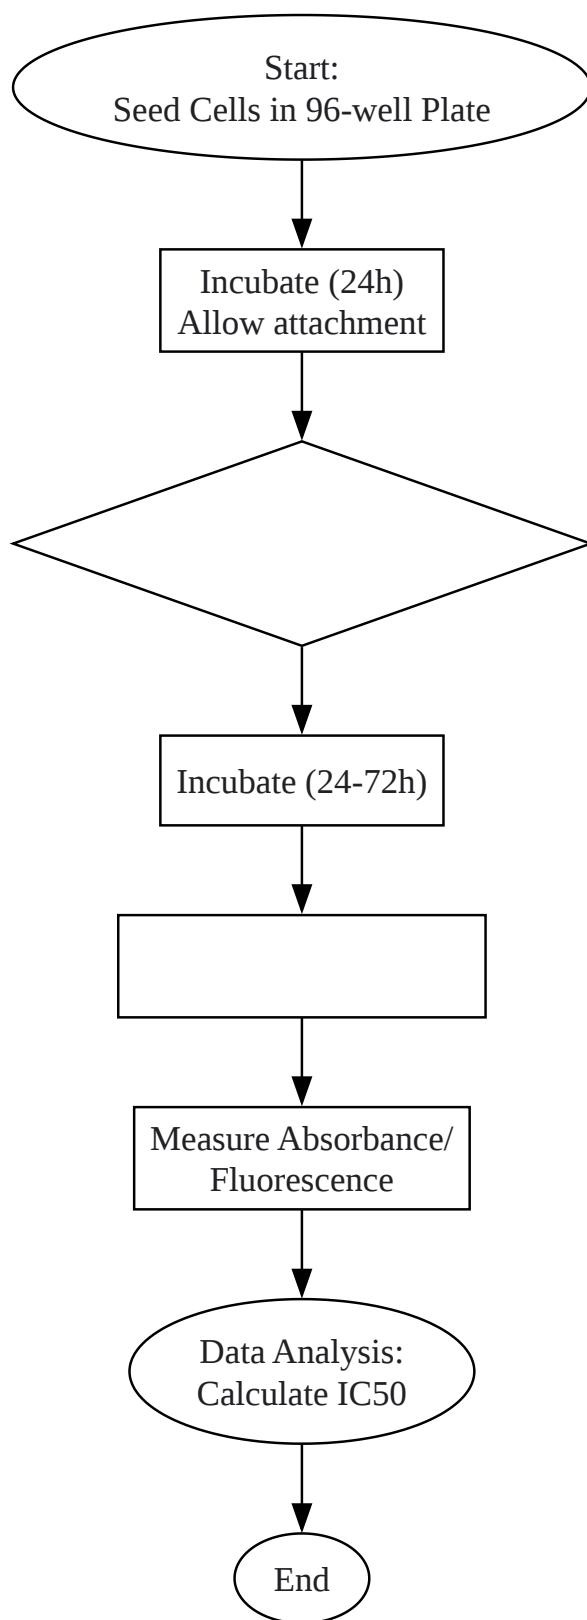 Start:
Seed Cells in 96-well Plate
Incubate (24h)
Allow attachment
Incubate (24-72h)
Measure Absorbance/
Fluorescence
Data Analysis:
Calculate IC50
End